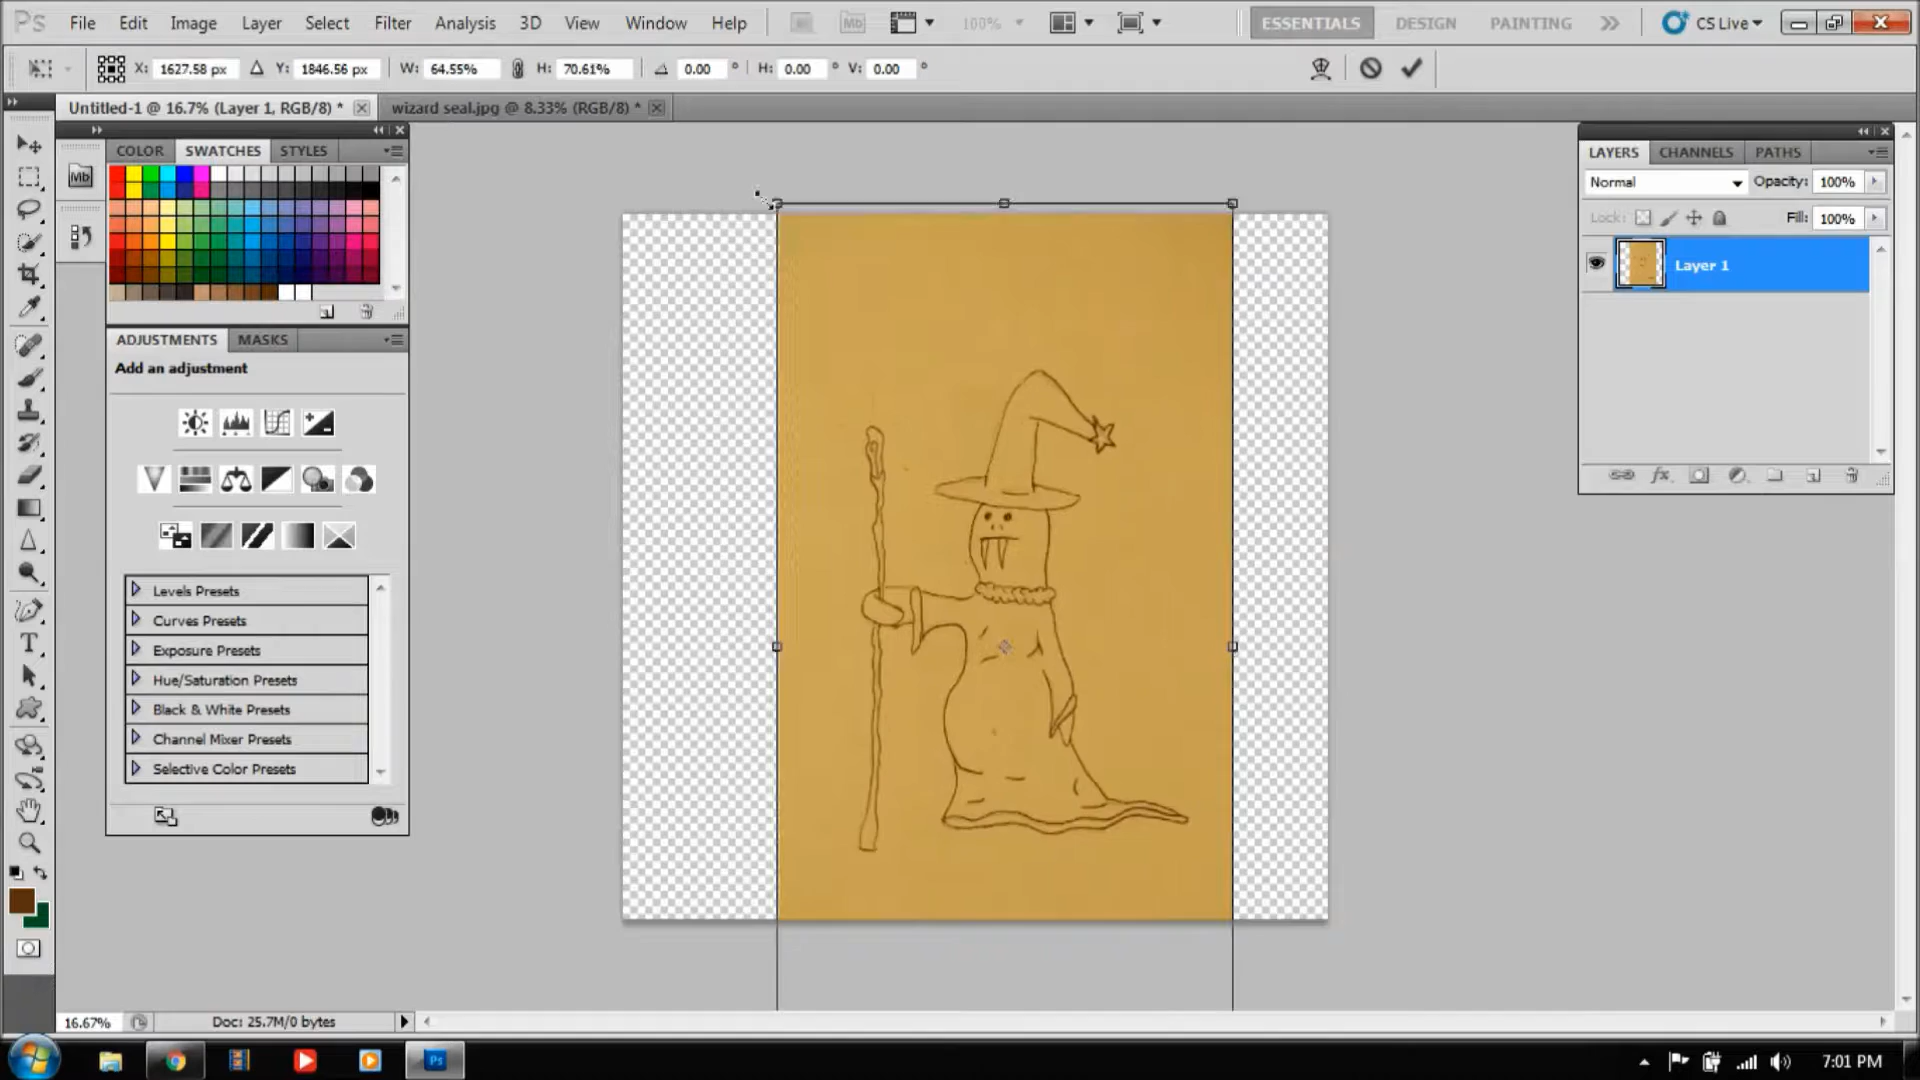 Ps File Edit Image Layer Select Filter Analysis 3D View Window Help Mb 100% ESSENTIALS DESIGN PAINTING CS Live
X: 1627.58 px Y: 1846.56 px W: 64.55% H: 70.61% 0.00 ° H: 0.00 ° V: 0.00 °
Untitled-1 @ 16.7% (Layer 1, RGB/8) * wizard seal.jpg @ 8.33% (RGB/8) *
COLOR SWATCHES STYLES
Mb
ADJUSTMENTS MASKS
Add an adjustment
Levels Presets
Curves Presets
Exposure Presets
Hue/Saturation Presets
Black & White Presets
Channel Mixer Presets
Selective Color Presets
LAYERS CHANNELS PATHS
Normal Opacity: 100%
Lock: Fill: 100%
Layer 1
fx
T
16.67% Doc: 25.7M/0 bytes
Ps 7:01 PM